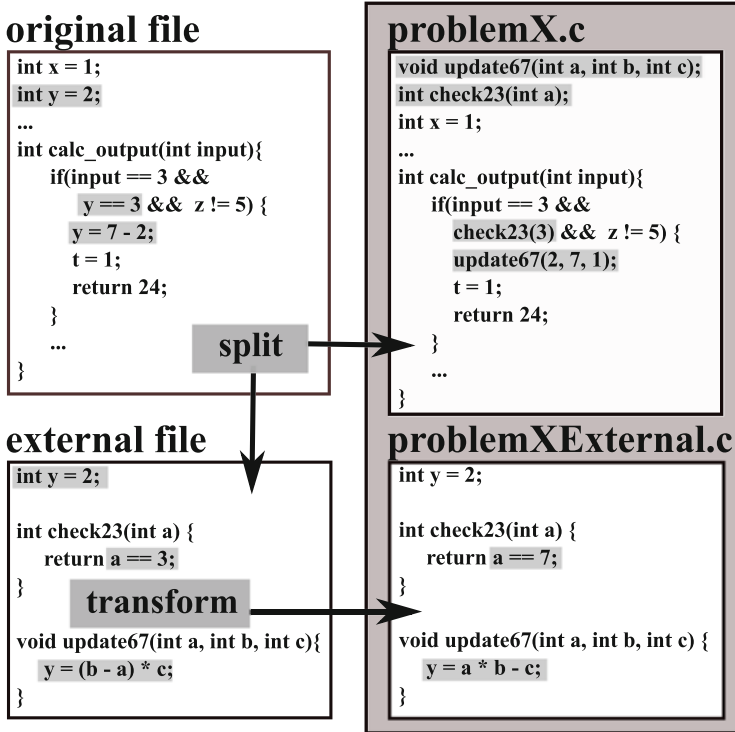 original file
int x = 1;
int y = 2;
...
int calc_output(int input){
if(input == 3 &&
y == 3 && z != 5) {
y = 7 - 2;
t = 1;
return 24;
}
...
}
split
problemX.c
void update67(int a, int b, int c);
int check23(int a);
int x = 1;
...
int calc_output(int input){
if(input == 3 &&
check23(3) && z != 5) {
update67(2, 7, 1);
t = 1;
return 24;
}
...
}
external file
int y = 2;
int check23(int a) {
return a == 3;
}
transform
void update67(int a, int b, int c){
y = (b - a) * c;
}
problemXExternal.c
int y = 2;
int check23(int a) {
return a == 7;
}
void update67(int a, int b, int c) {
y = a * b - c;
}